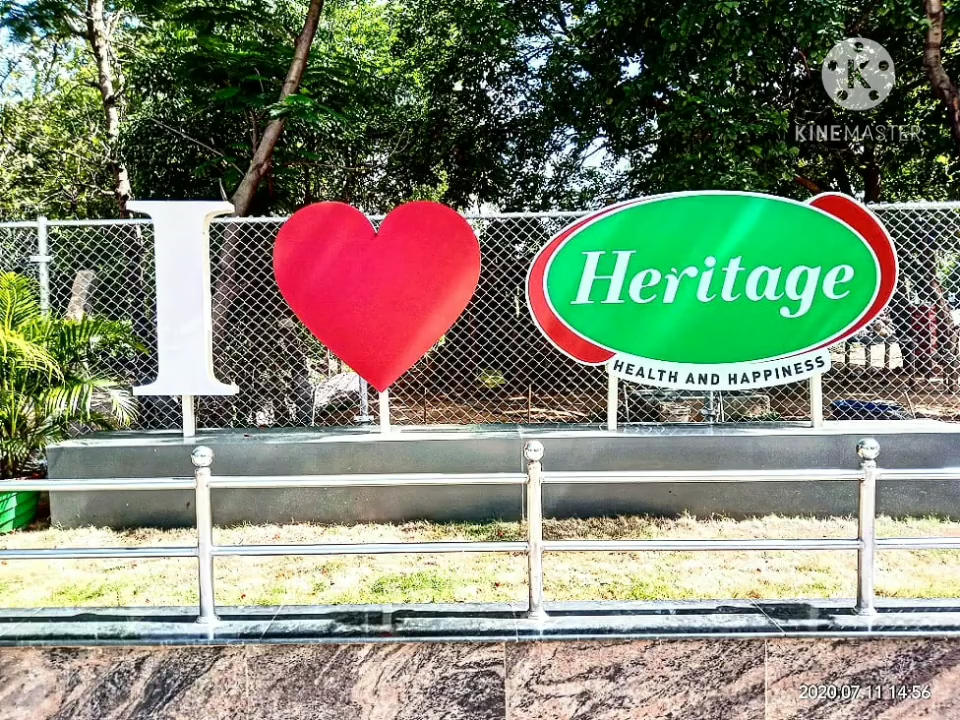 I
Heritage
HEALTH AND HAPPINESS
K
KINEMASTER
2020.07.11 14:56